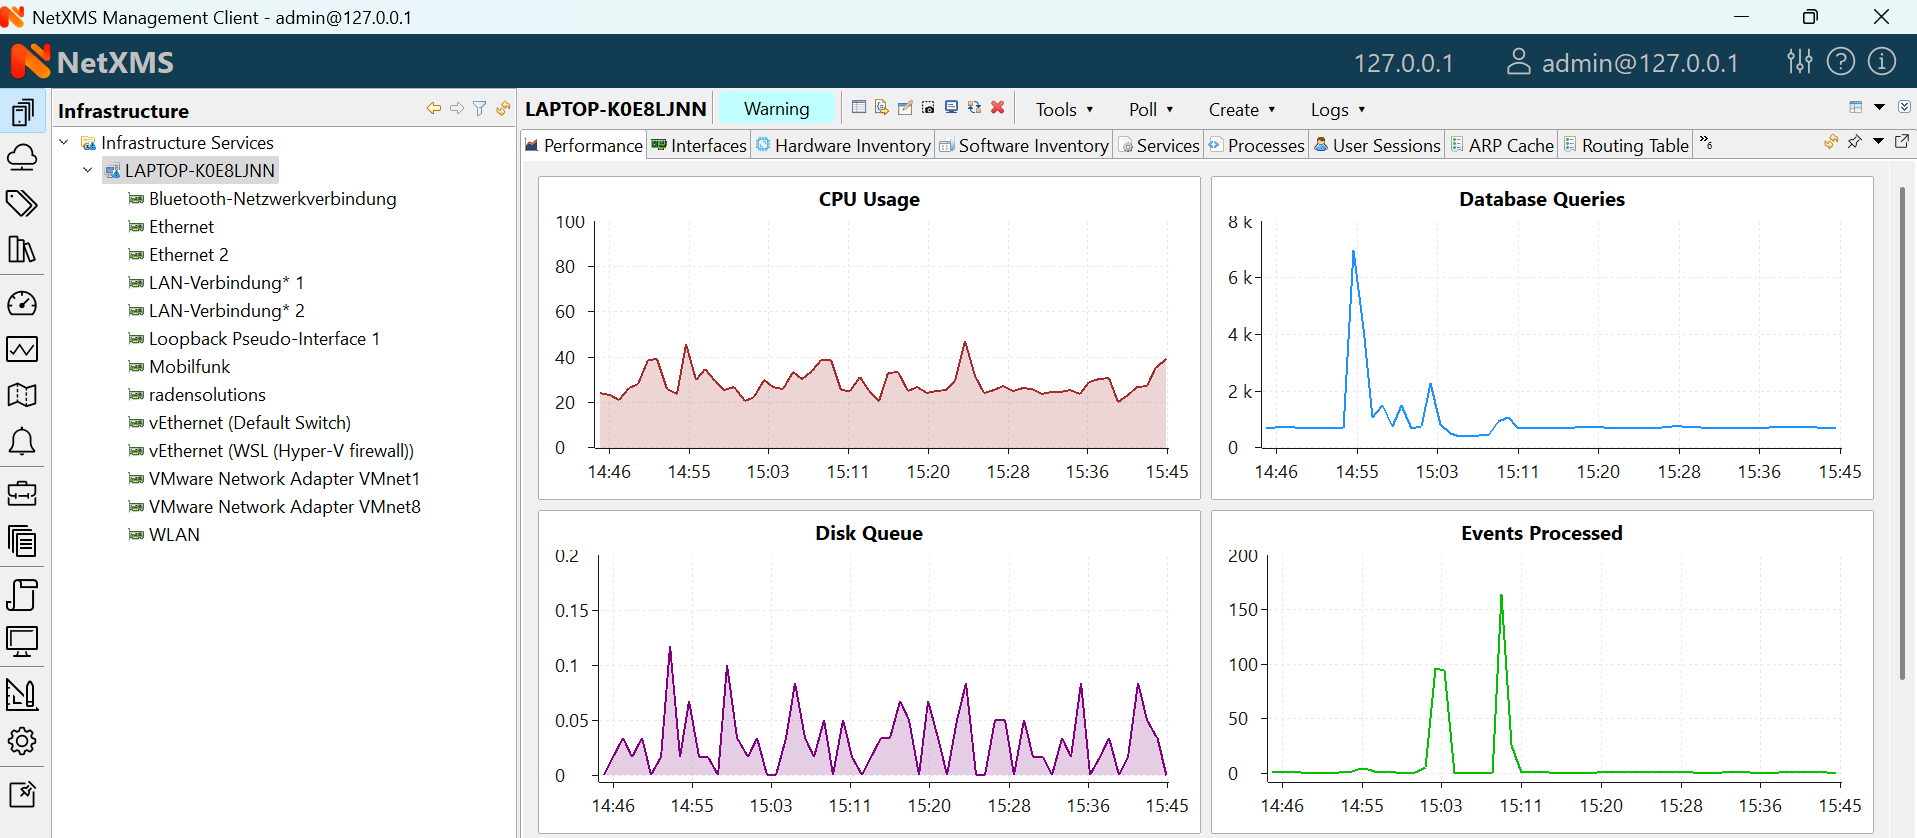 NetXMS Management Client - admin@127.0.0.1
NetXMS
127.0.0.1
admin@127.0.0.1
Infrastructure
Infrastructure Services
LAPTOP-K0E8LJNN
Bluetooth-Netzwerkverbindung
Ethernet
Ethernet 2
LAN-Verbindung* 1
LAN-Verbindung* 2
Loopback Pseudo-Interface 1
Mobilfunk
radensolutions
vEthernet (Default Switch)
vEthernet (WSL (Hyper-V firewall))
VMware Network Adapter VMnet1
VMware Network Adapter VMnet8
WLAN
LAPTOP-K0E8LJNN Warning Tools Poll Create Logs
Performance Interfaces Hardware Inventory Software Inventory Services Processes User Sessions ARP Cache Routing Table »6
CPU Usage
100
80
60
40
20
0
14:46 14:55 15:03 15:11 15:20 15:28 15:36 15:45
Database Queries
8 k
6 k
4 k
2 k
0
14:46 14:55 15:03 15:11 15:20 15:28 15:36 15:45
Disk Queue
0.2
0.15
0.1
0.05
0
14:46 14:55 15:03 15:11 15:20 15:28 15:36 15:45
Events Processed
200
150
100
50
0
14:46 14:55 15:03 15:11 15:20 15:28 15:36 15:45